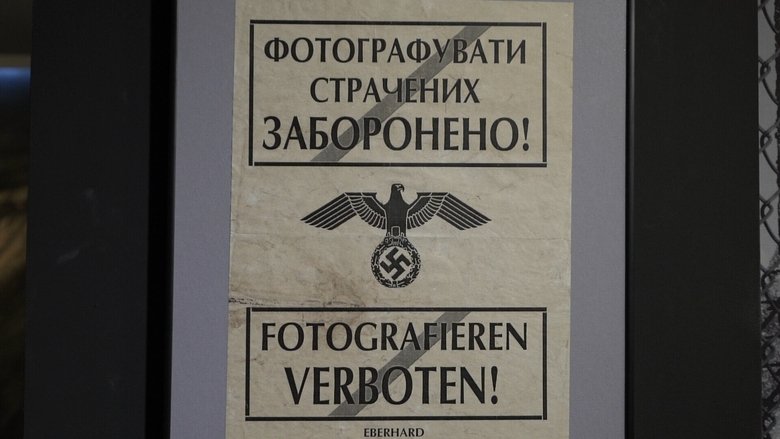 ФОТОГРАФУВАТИ
СТРАЧЕНИХ
ЗАБОРОНЕНО!
FOTOGRAFIEREN
VERBOTEN!
EBERHARD